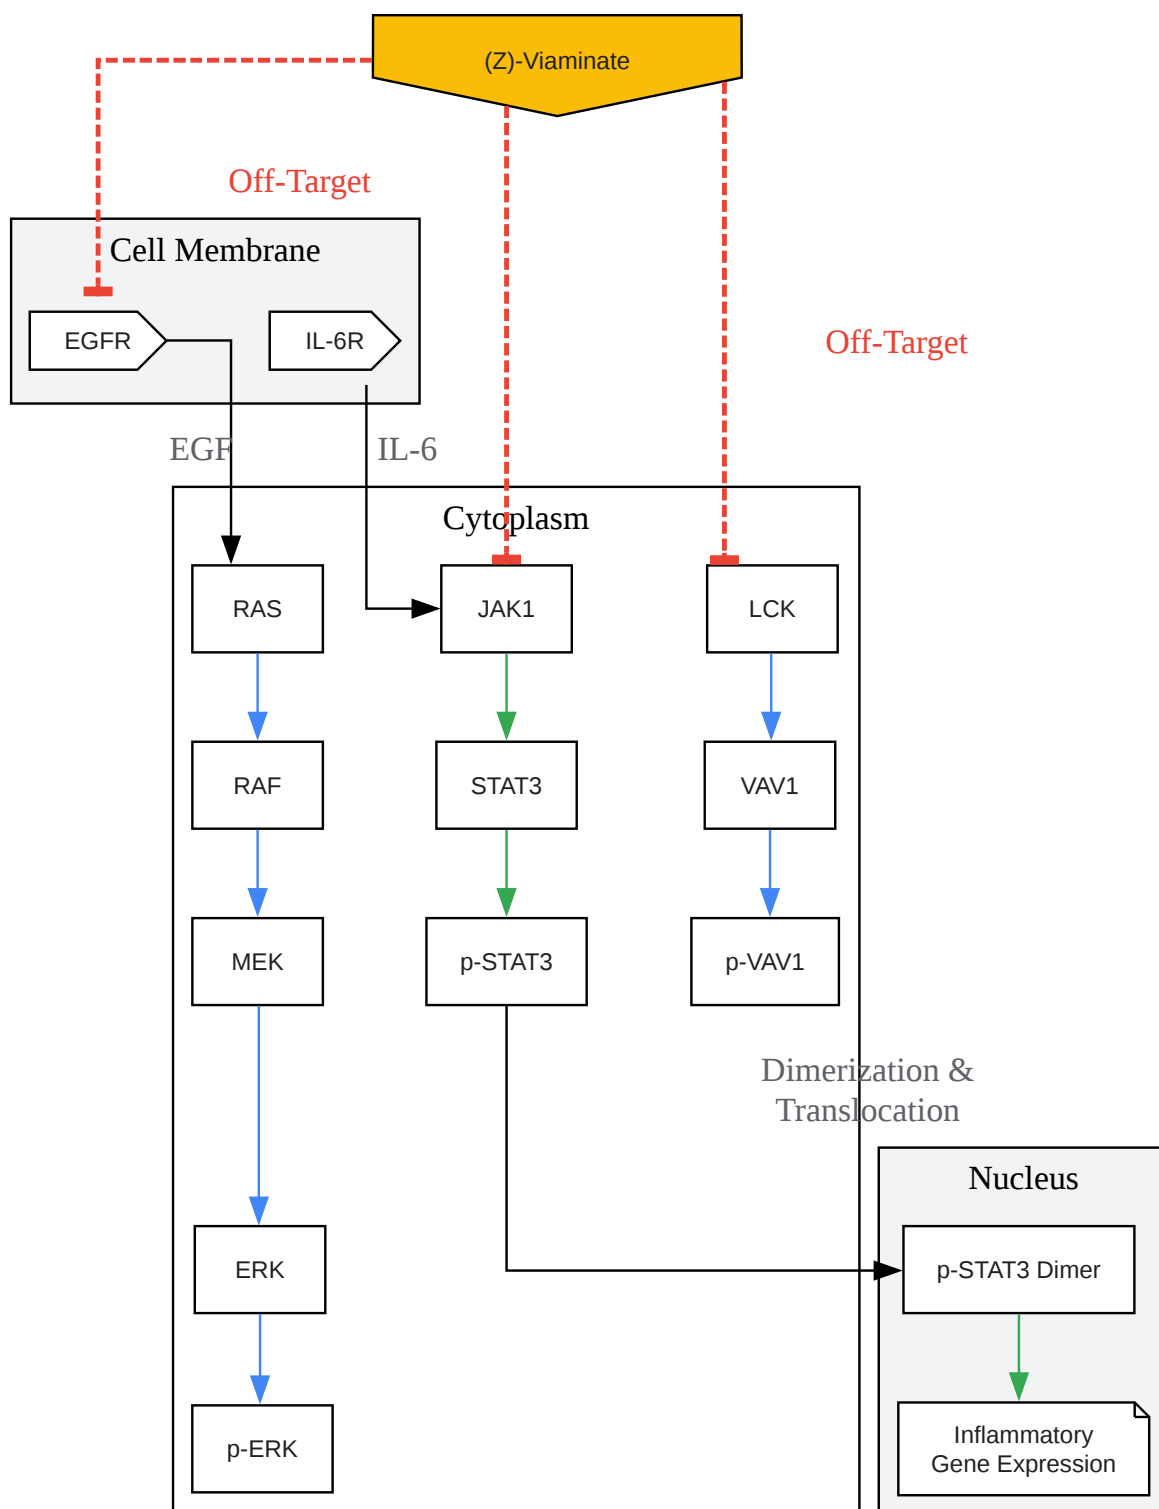 (Z)-Viaminate
Off-Target
Cell Membrane
EGFR
IL-6R
Off-Target
EGF
IL-6
Cytoplasm
RAS
JAK1
LCK
RAF
STAT3
VAV1
MEK
p-STAT3
p-VAV1
Dimerization &
Translocation
Nucleus
ERK
p-STAT3 Dimer
p-ERK
Inflammatory
Gene Expression